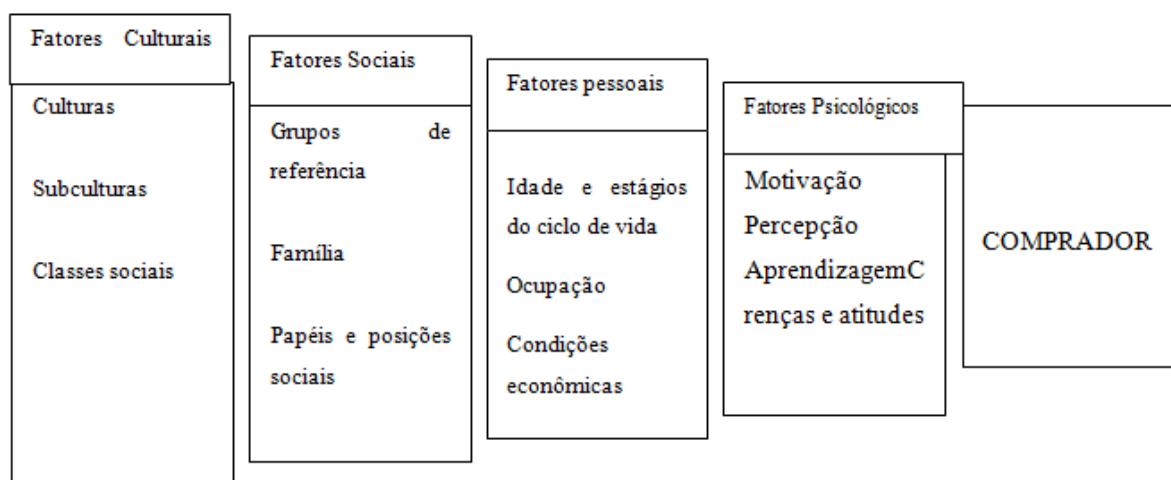 Fatores Culturais
Culturas
Subculturas
Classes sociais
Fatores Sociais
Grupos de
referência
Família
Papéis e posições
sociais
Fatores pessoais
Idade e estágios
do ciclo de vida
Ocupação
Condições
econômicas
Fatores Psicológicos
Motivação
Percepção
AprendizagemC
renças e atitudes
COMPRADOR